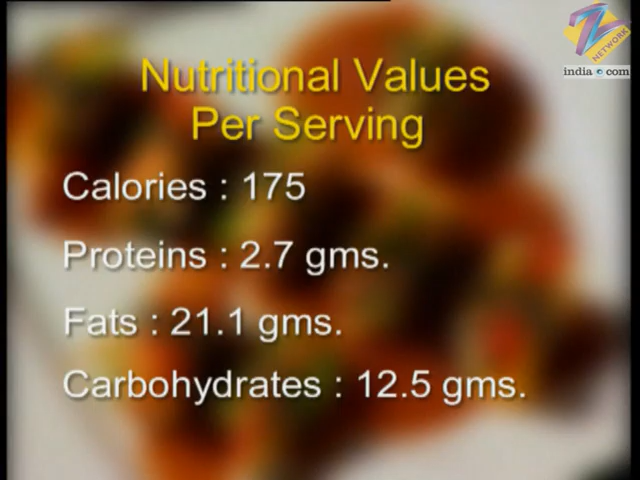 Z
NETWORK
india.com
Nutritional Values
Per Serving
Calories : 175
Proteins : 2.7 gms.
Fats : 21.1 gms.
Carbohydrates : 12.5 gms.